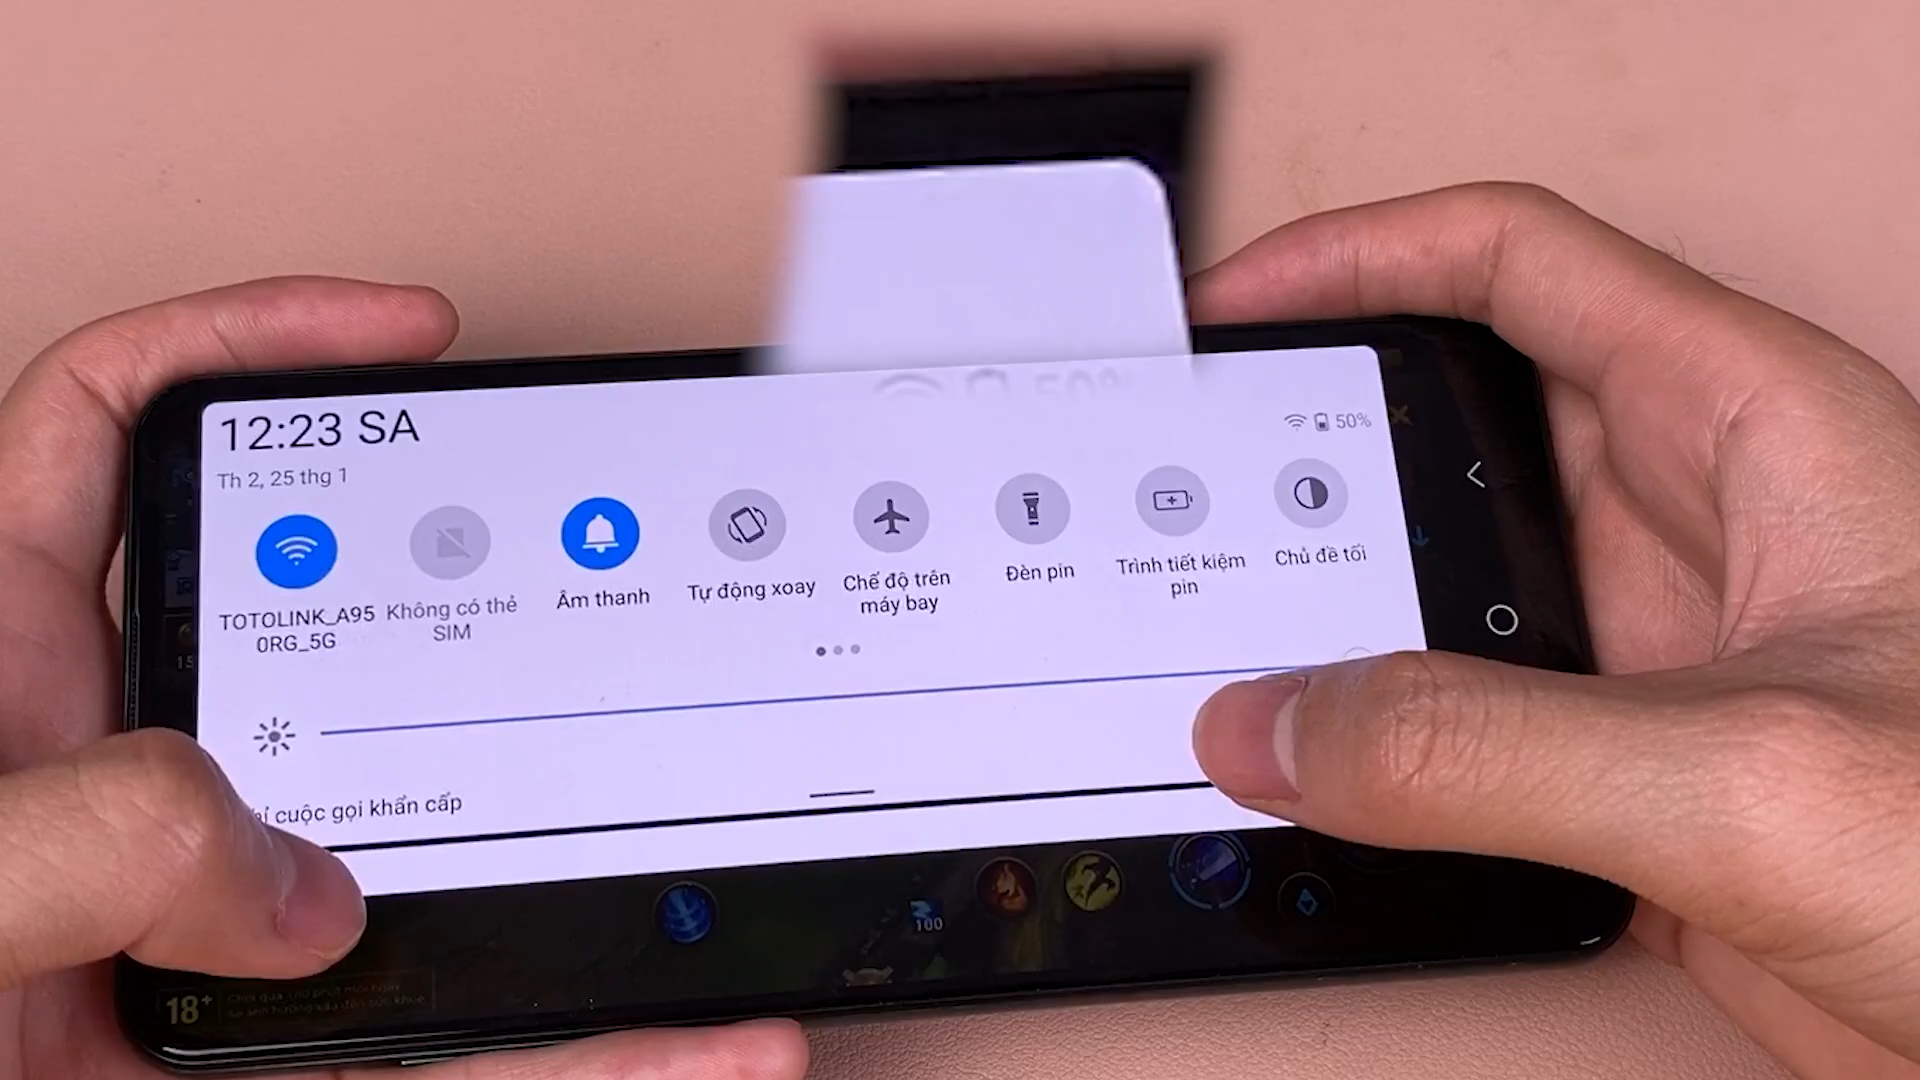 50%
12:23 SA
50%
Th 2, 25 thg 1
TOTOLINK_A95
0RG_5G
Không có thẻ
SIM
Âm thanh
Tự động xoay
Chế độ trên
máy bay
Đèn pin
Trình tiết kiệm
pin
Chủ đề tối
cuộc gọi khẩn cấp
100
15
18+